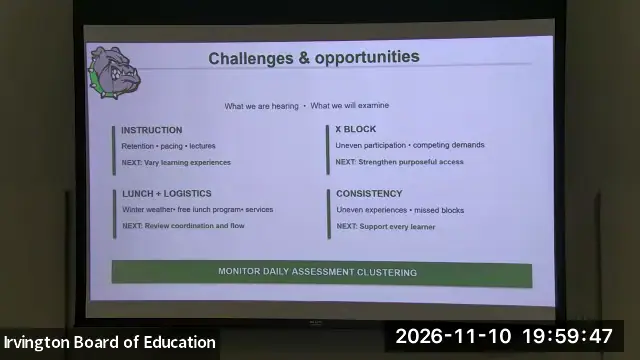 Challenges & opportunities
What we are hearing • What we will examine
INSTRUCTION
Retention • pacing • lectures
NEXT: Vary learning experiences
X BLOCK
Uneven participation • competing demands
NEXT: Strengthen purposeful access
LUNCH + LOGISTICS
Winter weather• free lunch program• services
NEXT: Review coordination and flow
CONSISTENCY
Uneven experiences • missed blocks
NEXT: Support every learner
MONITOR DAILY ASSESSMENT CLUSTERING
Irvington Board of Education
2026-11-10 19:59:47